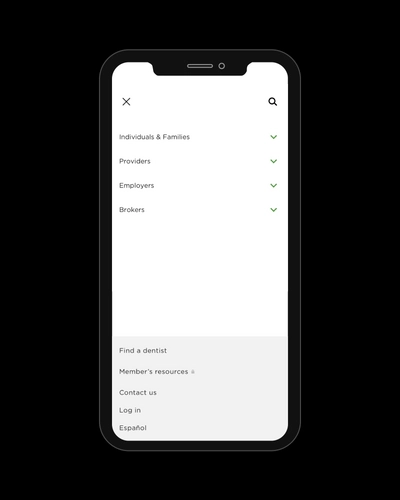 Individuals & Families
Providers
Employers
Brokers
Find a dentist
Member's resources
Contact us
Log in
Español